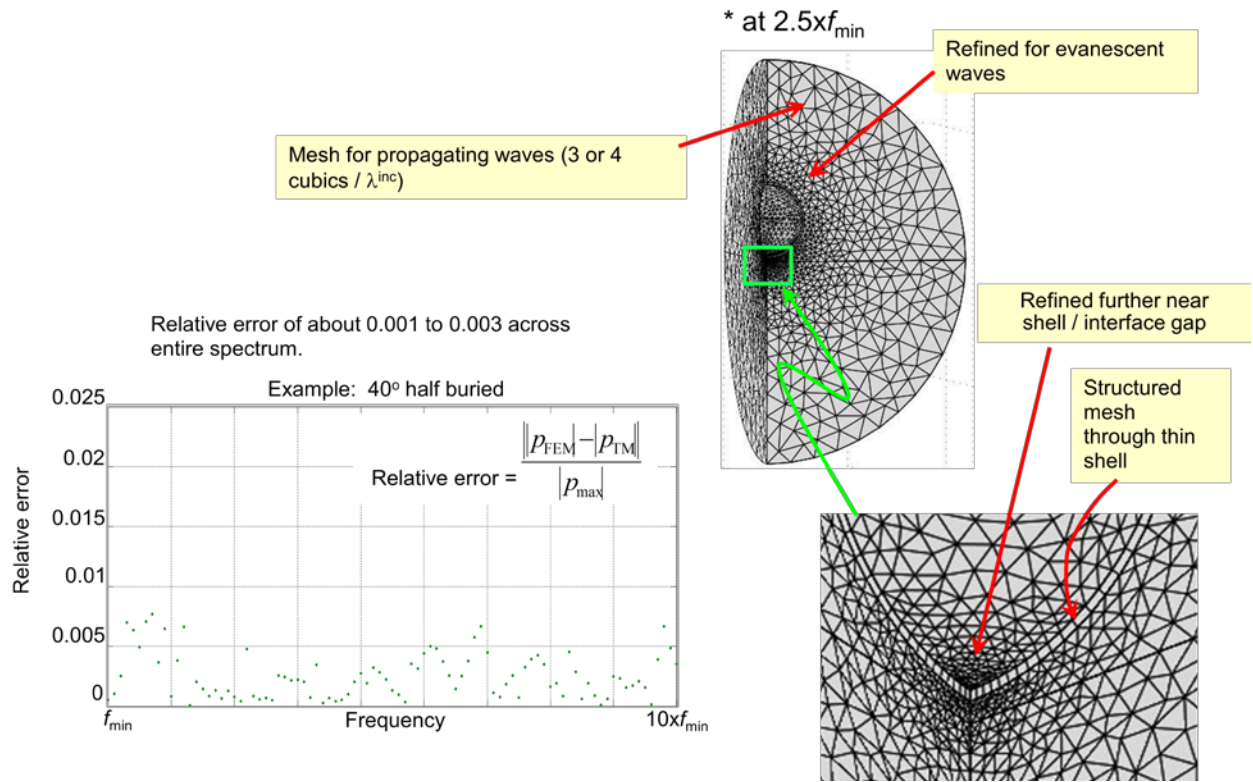 * at 2.5xfmin
Refined for evanescent
waves
Mesh for propagating waves (3 or 4
cubics / λinc)
Refined further near
shell / interface gap
Structured
mesh
through thin
shell
Relative error of about 0.001 to 0.003 across
entire spectrum.
Example: 40o half buried
Relative error = ||pFEM|−|pTM|| / |pmax|
Relative error
0.025
0.02
0.015
0.01
0.005
0
fmin
Frequency
10xfmin